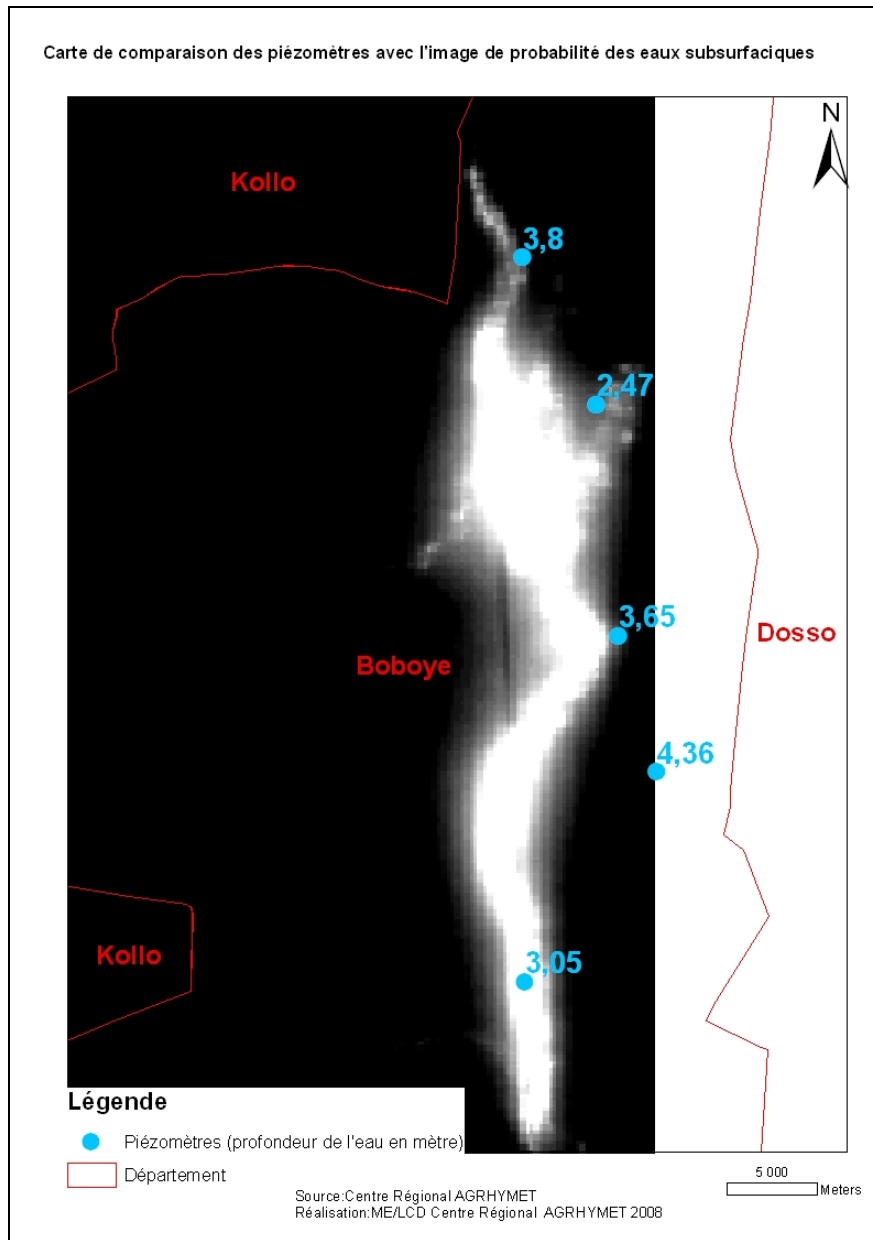 Carte de comparaison des piézomètres avec l'image de probabilité des eaux subsurfaciques
N
Kollo
3,8
2,47
3,65
Dosso
Boboye
4,36
Kollo
3,05
Légende
Piézomètres (profondeur de l'eau en mètre)
Département
5 000
Meters
Source:Centre Régional AGRHYMET
Réalisation:ME/LCD Centre Régional AGRHYMET 2008